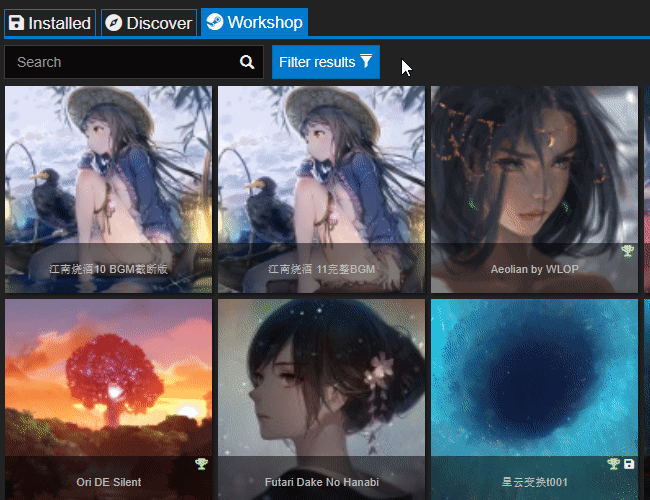 Installed
Discover
Workshop
Search
Filter results
江南烧酒10 BGM截断版
江南烧酒 11完整BGM
Aeolian by WLOP
Ori DE Silent
Futari Dake No Hanabi
星云变换t001